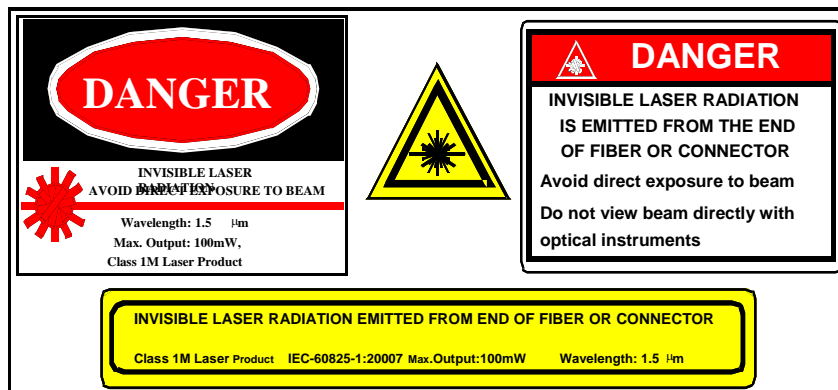 DANGER
INVISIBLE LASER
RADIATION
AVOID DIRECT EXPOSURE TO BEAM
Wavelength: 1.5 μm
Max. Output: 100mW,
Class 1M Laser Product
DANGER
INVISIBLE LASER RADIATION
IS EMITTED FROM THE END
OF FIBER OR CONNECTOR
Avoid direct exposure to beam
Do not view beam directly with
optical instruments
INVISIBLE LASER RADIATION EMITTED FROM END OF FIBER OR CONNECTOR
Class 1M Laser Product IEC-60825-1:20007 Max.Output:100mW Wavelength: 1.5 μm